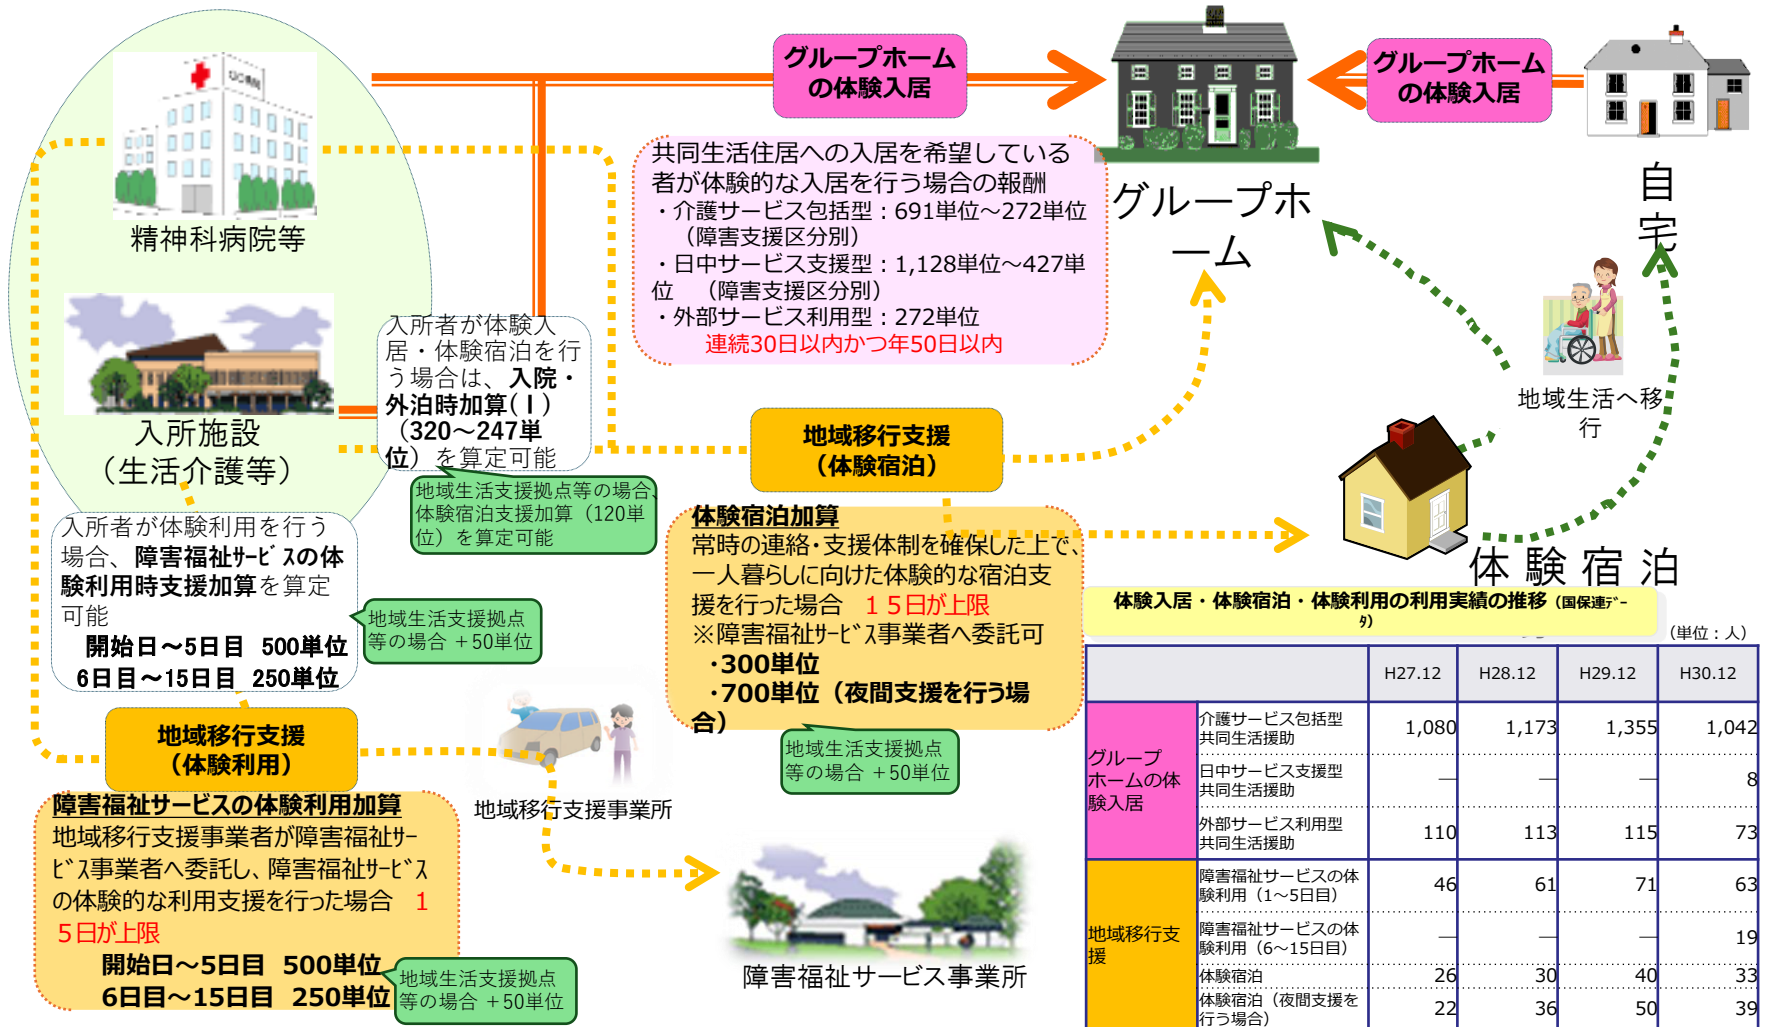 グループホーム
の体験入居
グループホーム
の体験入居
精神科病院等
共同生活住居への入居を希望している
者が体験的な入居を行う場合の報酬
・介護サービス包括型：691単位～272単位
（障害支援区分別）
・日中サービス支援型：1,128単位～427単
位　（障害支援区分別）
・外部サービス利用型：272単位
連続30日以内かつ年50日以内
グループホ
ーム
自
宅
入所施設
（生活介護等）
入所者が体験入
居・体験宿泊を行
う場合は、入院・
外泊時加算(Ⅰ)
（320～247単
位）を算定可能
地域生活支援拠点等の場合、
体験宿泊支援加算（120単
位）を算定可能
地域移行支援
（体験宿泊）
地域生活へ移
行
入所者が体験利用を行う
場合、障害福祉ｻｰﾋﾞｽの体
験利用時支援加算を算定
可能
開始日～5日目 500単位
6日目～15日目 250単位
地域生活支援拠点
等の場合 +50単位
体験宿泊加算
常時の連絡・支援体制を確保した上で、
一人暮らしに向けた体験的な宿泊支
援を行った場合　１５日が上限
※障害福祉ｻｰﾋﾞｽ事業者へ委託可
・300単位
・700単位（夜間支援を行う場
合）
地域生活支援拠点
等の場合 +50単位
体験宿泊
地域移行支援
（体験利用）
地域移行支援事業所
障害福祉サービスの体験利用加算
地域移行支援事業者が障害福祉ｻｰ
ﾋﾞｽ事業者へ委託し、障害福祉ｻｰﾋﾞｽ
の体験的な利用支援を行った場合　１
５日が上限
開始日～5日目 500単位
6日目～15日目 250単位
地域生活支援拠点
等の場合 +50単位
障害福祉サービス事業所
体験入居・体験宿泊・体験利用の利用実績の推移（国保連ﾃﾞｰ
ﾀ）
（単位：人）
H27.12 H28.12 H29.12 H30.12
グループ
ホームの体
験入居
介護サービス包括型
共同生活援助 1,080 1,173 1,355 1,042
日中サービス支援型
共同生活援助 ― ― ― 8
外部サービス利用型
共同生活援助 110 113 115 73
地域移行支
援
障害福祉サービスの体
験利用（1～5日目） 46 61 71 63
障害福祉サービスの体
験利用（6～15日目） ― ― ― 19
体験宿泊 26 30 40 33
体験宿泊（夜間支援を
行う場合） 22 36 50 39